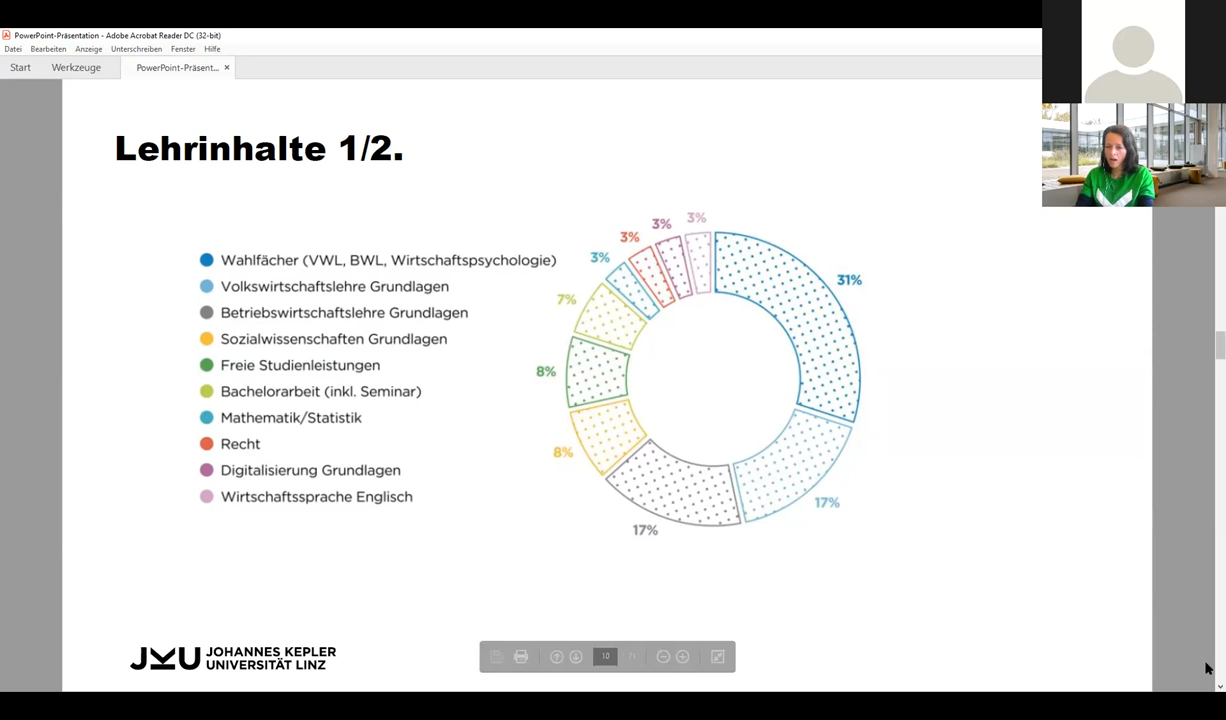 PowerPoint-Präsentation - Adobe Acrobat Reader DC (32-bit)
Datei Bearbeiten Anzeige Unterschreiben Fenster Hilfe
Start Werkzeuge PowerPoint-Präsent... ×
Lehrinhalte 1/2.
Wahlfächer (VWL, BWL, Wirtschaftspsychologie)
Volkswirtschaftslehre Grundlagen
Betriebswirtschaftslehre Grundlagen
Sozialwissenschaften Grundlagen
Freie Studienleistungen
Bachelorarbeit (inkl. Seminar)
Mathematik/Statistik
Recht
Digitalisierung Grundlagen
Wirtschaftssprache Englisch
31%
17%
17%
8%
8%
7%
3%
3%
3%
3%
JKU JOHANNES KEPLER
UNIVERSITÄT LINZ
10